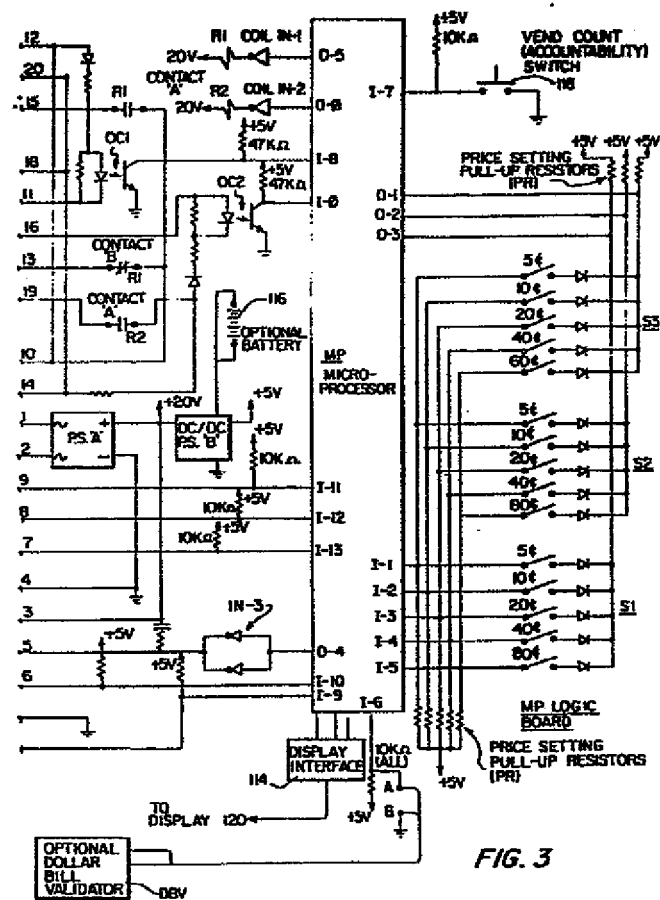 12
20
15
18
11
16
13
19
10
14
1
2
9
8
7
4
3
5
6
R1
COIL IN-1
20V
CONTACT "A"
R2
COIL IN-2
20V
R1
+5V
47KΩ
OC1
+5V
47KΩ
OC2
CONTACT "B"
R1
CONTACT "A"
R2
116
OPTIONAL
BATTERY
+20V
P.S. "A"
+
−
DC/DC
P.S. "B"
+5V
+5V
10KΩ
+5V
10KΩ
+5V
10KΩ
IN-3
+5V
+5V
O-5
I-8
O-4
I-11
I-12
I-13
I-10
I-9
MP
MICRO-
PROCESSOR
I-7
O-1
O-2
O-3
I-1
I-2
I-3
I-4
I-5
I-6
+5V
10KΩ
VEND COUNT
(ACCOUNTABILITY)
SWITCH
118
+5V +5V +5V
PRICE SETTING
PULL-UP RESISTORS
(PR)
5¢
10¢
20¢
40¢
S3
5¢
10¢
20¢
40¢
80¢
S2
5¢
10¢
20¢
40¢
80¢
S1
MP LOGIC
BOARD
PRICE SETTING
PULL-UP RESISTORS
(PR)
+5V
DISPLAY
INTERFACE
114
10KΩ
(ALL)
A
B
+5V
TO
DISPLAY 120
OPTIONAL
DOLLAR
BILL
VALIDATOR
DBV
FIG. 3